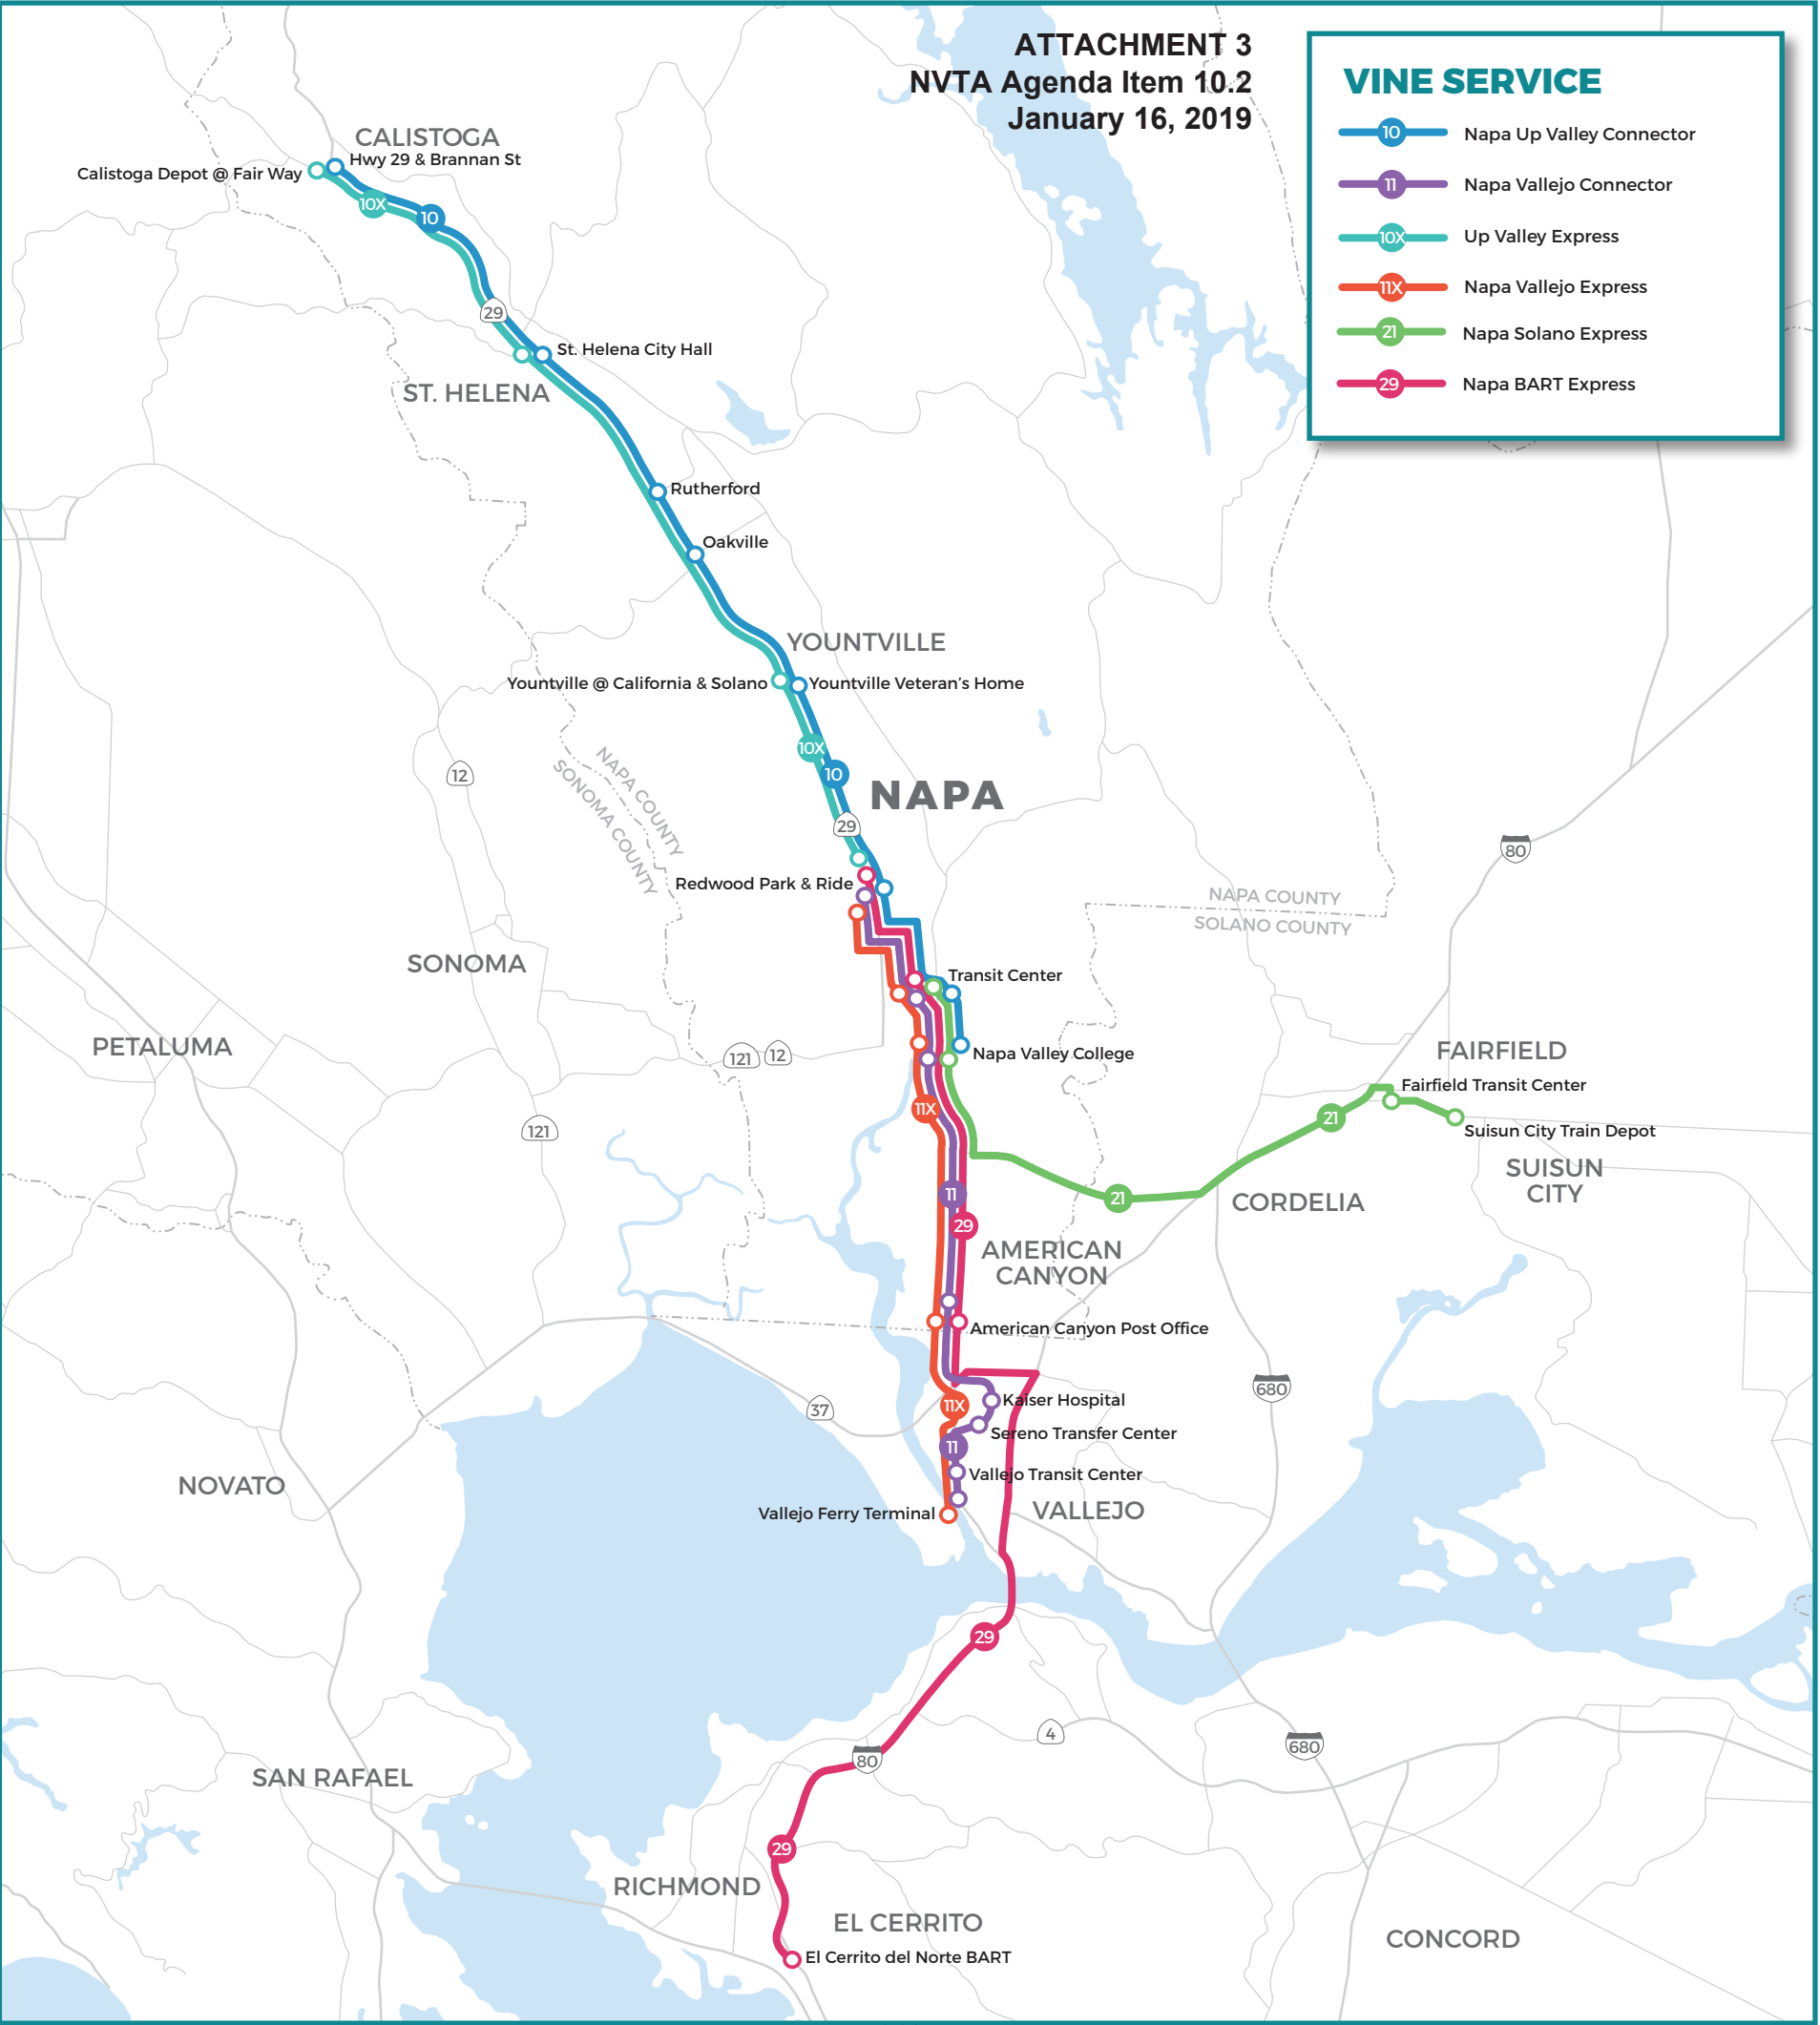 ATTACHMENT 3
NVTA Agenda Item 10.2
January 16, 2019
VINE SERVICE
10 Napa Up Valley Connector
11 Napa Vallejo Connector
10X Up Valley Express
11X Napa Vallejo Express
21 Napa Solano Express
29 Napa BART Express
CALISTOGA
Hwy 29 & Brannan St
Calistoga Depot @ Fair Way
10X
10
29
St. Helena City Hall
ST. HELENA
Rutherford
Oakville
YOUNTVILLE
Yountville @ California & Solano
Yountville Veteran's Home
10X
10
12
NAPA COUNTY
SONOMA COUNTY
NAPA
29
80
Redwood Park & Ride
NAPA COUNTY
SOLANO COUNTY
SONOMA
Transit Center
PETALUMA
121
12
Napa Valley College
FAIRFIELD
Fairfield Transit Center
11X
21
121
Suisun City Train Depot
SUISUN
CITY
11
21
CORDELIA
29
AMERICAN
CANYON
American Canyon Post Office
680
37
11X
Kaiser Hospital
Sereno Transfer Center
11
Vallejo Transit Center
NOVATO
Vallejo Ferry Terminal
VALLEJO
29
4
680
80
SAN RAFAEL
29
RICHMOND
EL CERRITO
CONCORD
El Cerrito del Norte BART